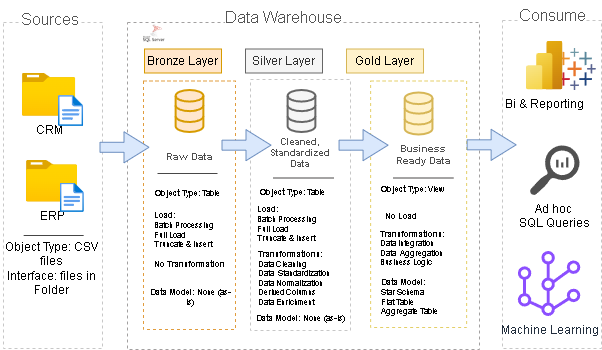 Sources
CRM
ERP
Object Type: CSV
files
Interface: files in
Folder
Data Warehouse
SQL Server
Bronze Layer
Silver Layer
Gold Layer
Raw Data
Object Type: Table
Load:
Batch Processing
Full Load
Truncate & Insert
No Transformation
Data Model: None (as-
is)
Cleaned,
Standardized
Data
Object Type: Table
Load:
Batch Processing
Full Load
Truncate & Insert
Transformations:
Data Cleaning
Data Standardization
Data Normalization
Derived Columns
Data Enrichment
Data Model: None (as-
is)
Business
Ready Data
Object Type: View
No Load
Transformations:
Data Integration
Data Aggregation
Business Logic
Data Model:
Star Schema
Flat Table
Aggregate Table
Consume
Bi & Reporting
Ad hoc
SQL Queries
Machine Learning